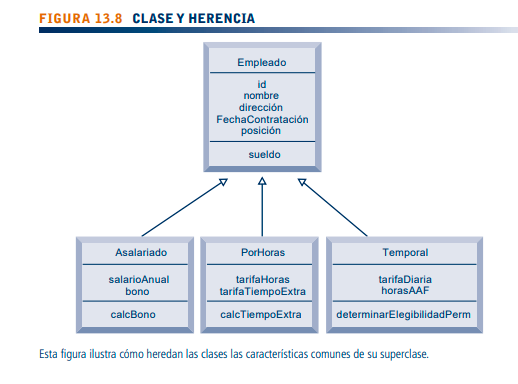 FIGURA 13.8 CLASE Y HERENCIA
Empleado
id
nombre
dirección
FechaContratación
posición
sueldo
Asalariado
salarioAnual
bono
calcBono
PorHoras
tarifaHoras
tarifaTiempoExtra
calcTiempoExtra
Temporal
tarifaDiaria
horasAAF
determinarElegibilidadPerm
Esta figura ilustra cómo heredan las clases las características comunes de su superclase.